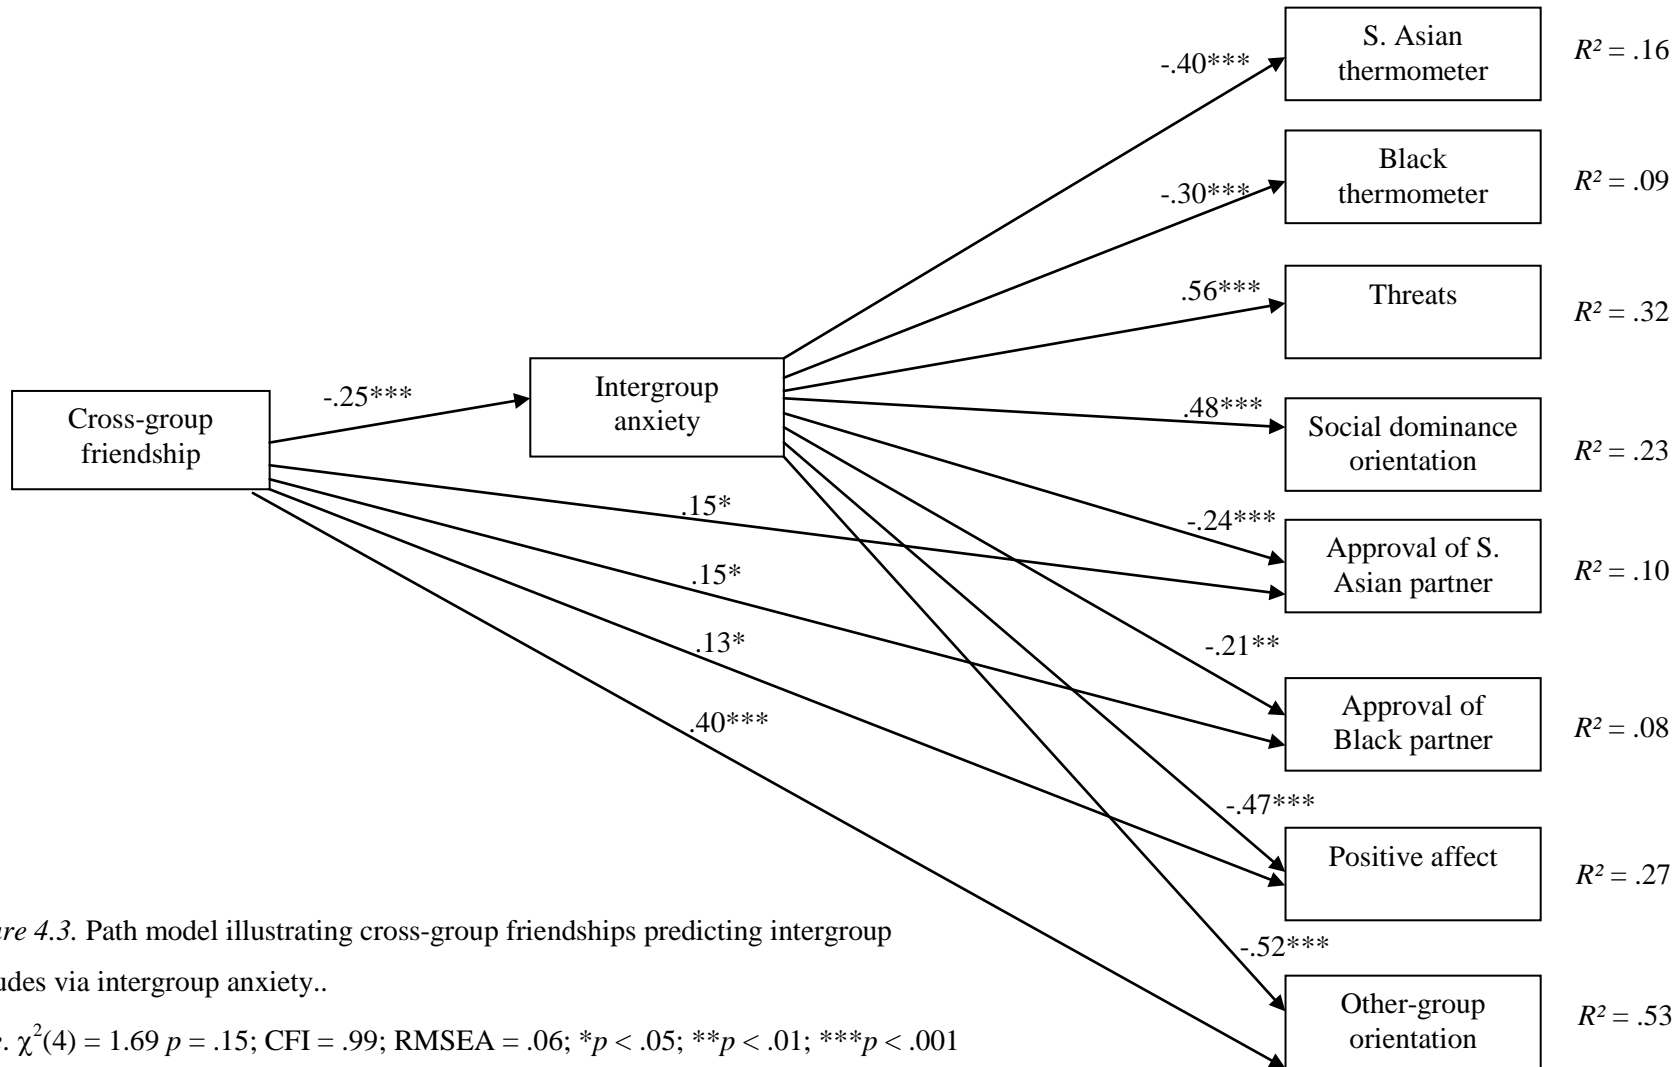 S. Asian
thermometer
R² = .16
-.40***
Black
thermometer
R² = .09
-.30***
Threats
R² = .32
.56***
Intergroup
anxiety
-.25***
Cross-group
friendship
Social dominance
orientation
R² = .23
.48***
Approval of S.
Asian partner
R² = .10
-.24***
.15*
.15*
-.21**
Approval of
Black partner
R² = .08
.13*
.40***
-.47***
Positive affect
R² = .27
-.52***
Other-group
orientation
R² = .53
ure 4.3. Path model illustrating cross-group friendships predicting intergroup
udes via intergroup anxiety..
. χ²(4) = 1.69 p = .15; CFI = .99; RMSEA = .06; *p < .05; **p < .01; ***p < .001